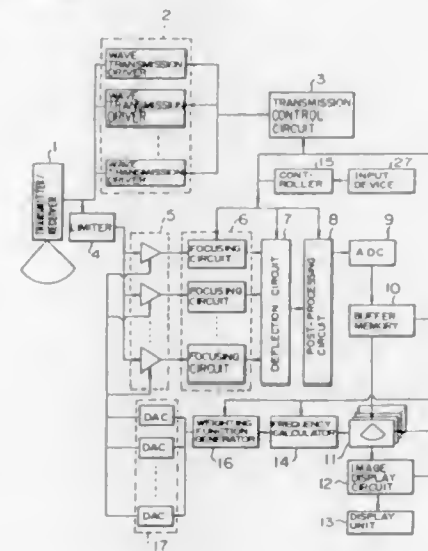 2
WAVE
TRANSMISSION
DRIVER
WAVE
TRANSMISSION
DRIVER
WAVE
TRANSMISSION
DRIVER
3
TRANSMISSION
CONTROL
CIRCUIT
15
CONT-
ROLLER
27
INPUT
DEVICE
1
TRANSMITTER/
RECEIVER
LIMITER
4
5
6
FOCUSING
CIRCUIT
FOCUSING
CIRCUIT
FOCUSING
CIRCUIT
7
DEFLECTION CIRCUIT
8
POST-PROCESSING
CIRCUIT
9
ADC
10
BUFFER
MEMORY
DAC
DAC
DAC
17
WEIGHTING
FUNCTION
GENERATOR
16
FREQUENCY
CALCULATOR
14
11
IMAGE
DISPLAY
CIRCUIT
12
DISPLAY
UNIT
13